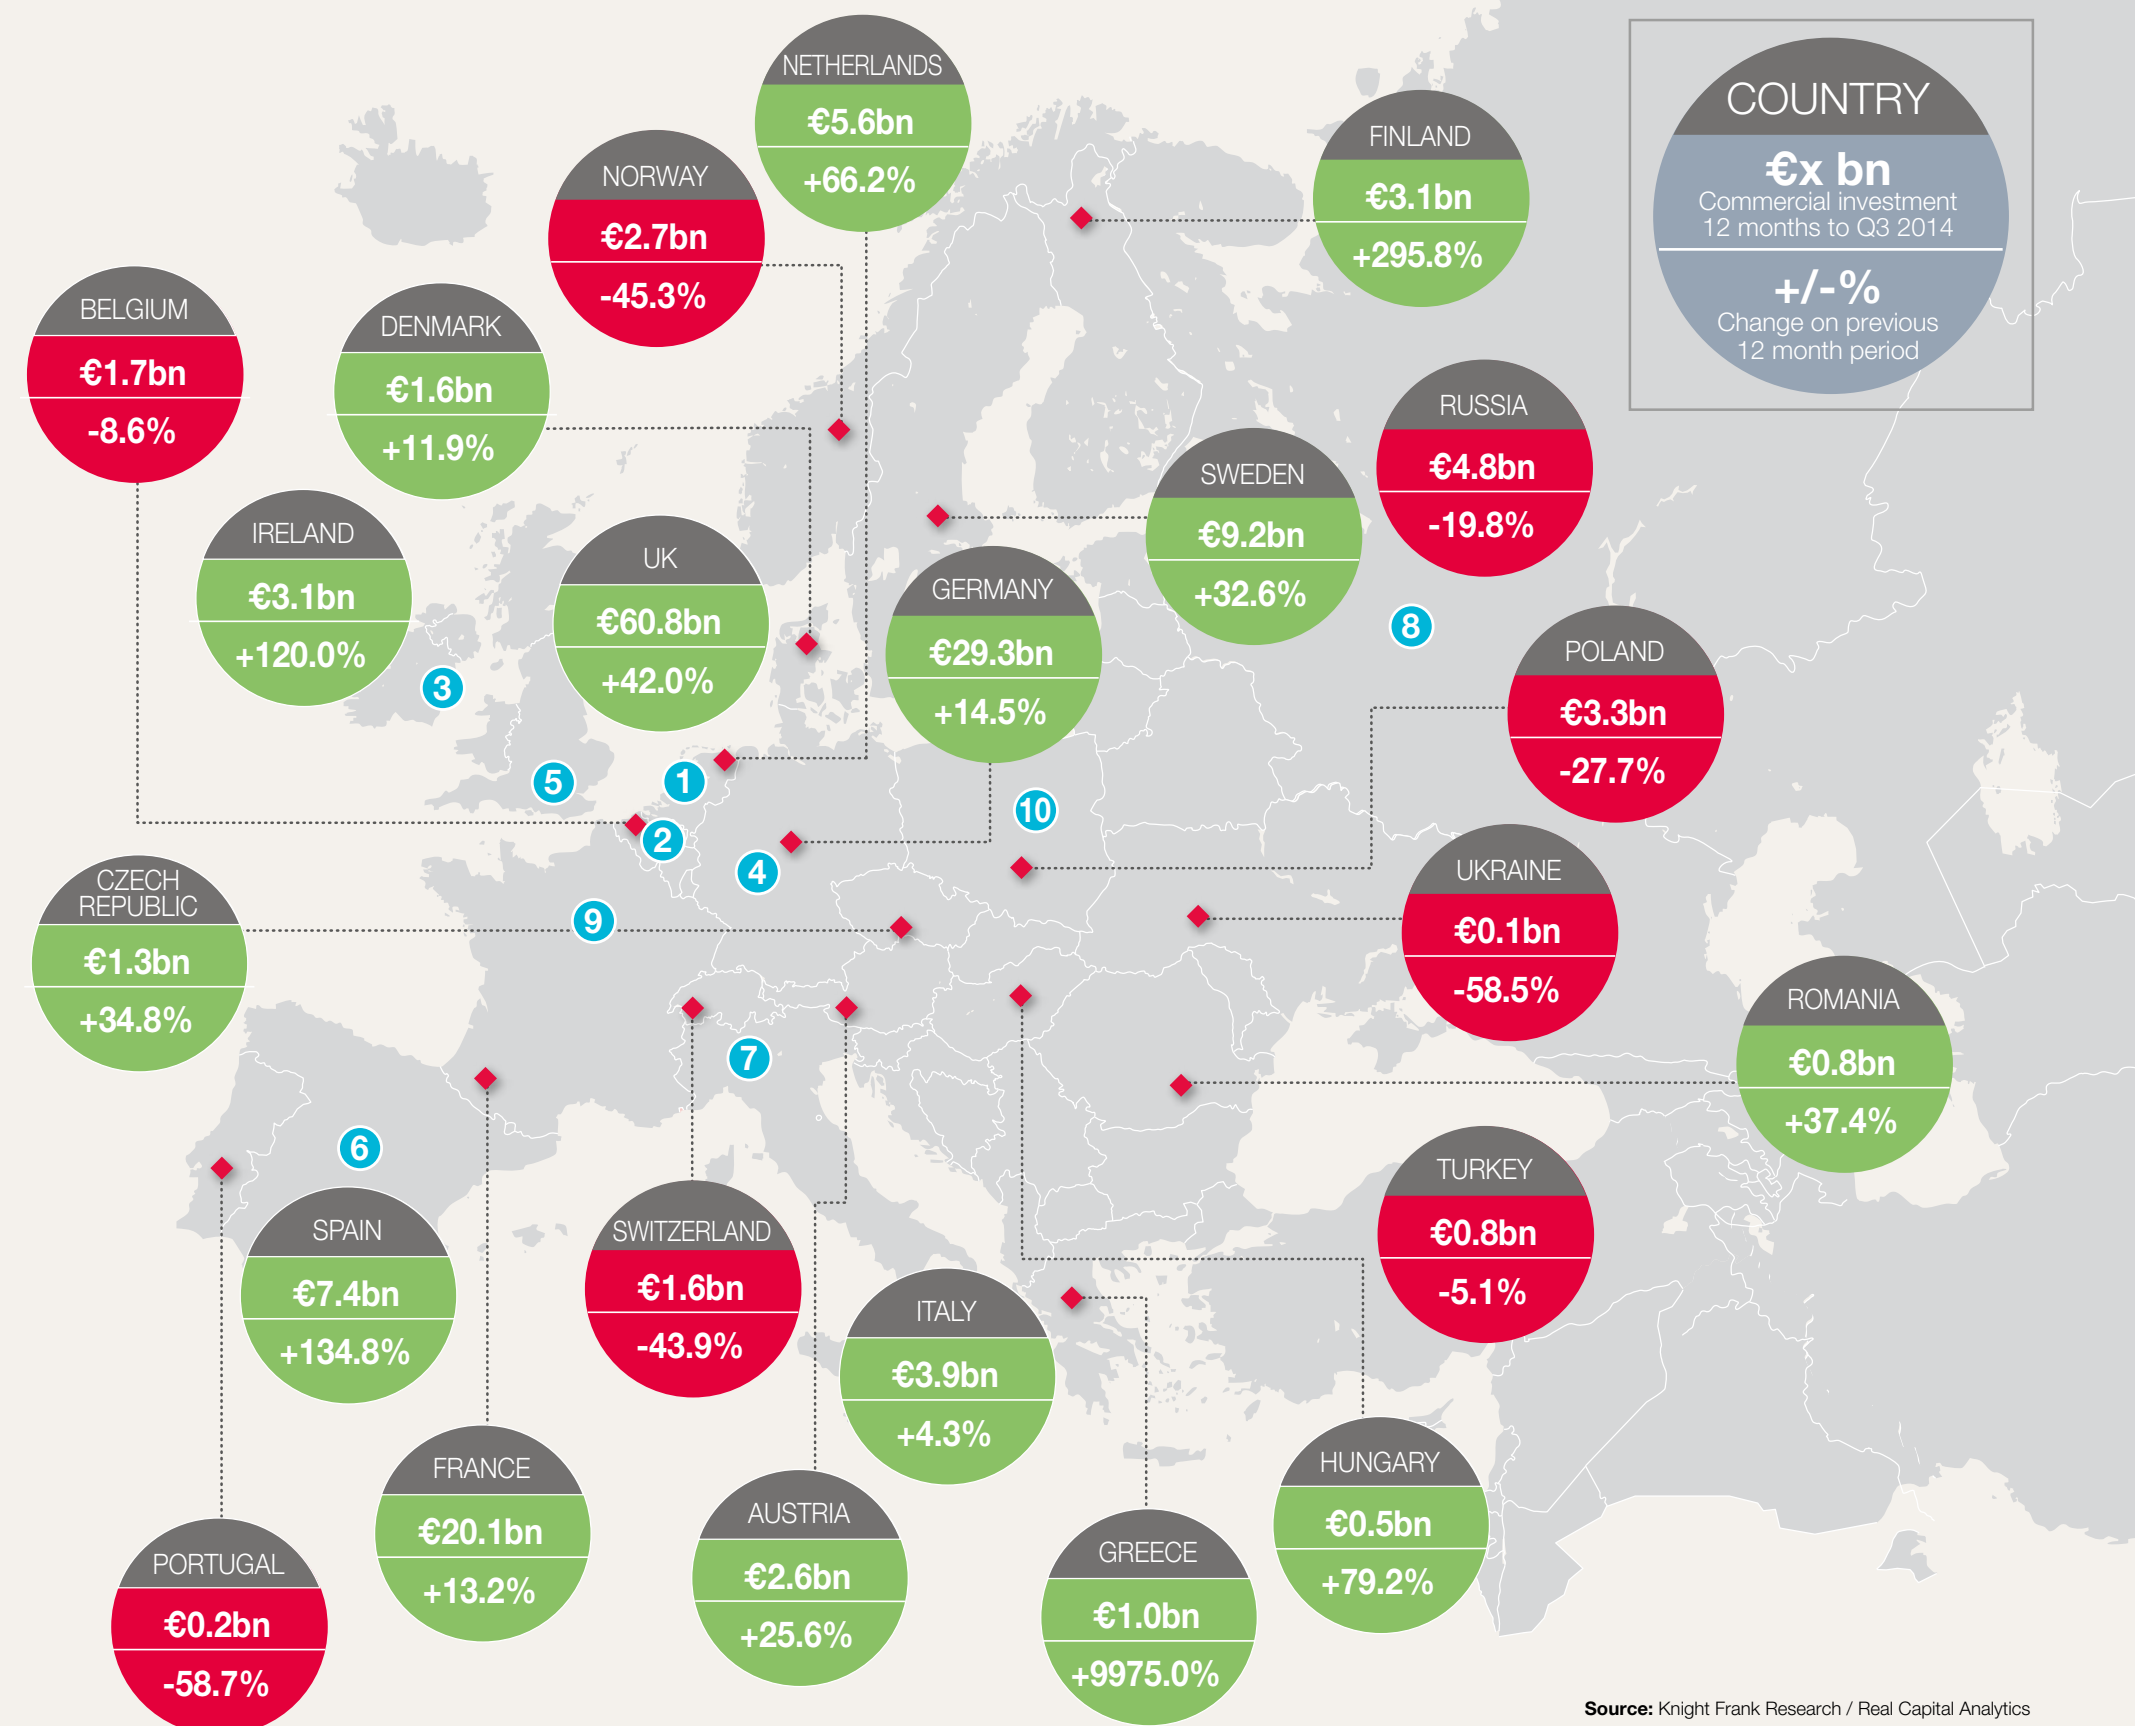 NETHERLANDS
€5.6bn
+66.2%
COUNTRY
€x bn
Commercial investment
12 months to Q3 2014
+/-%
Change on previous
12 month period
FINLAND
€3.1bn
+295.8%
NORWAY
€2.7bn
-45.3%
BELGIUM
€1.7bn
-8.6%
DENMARK
€1.6bn
+11.9%
RUSSIA
€4.8bn
-19.8%
SWEDEN
€9.2bn
+32.6%
IRELAND
€3.1bn
+120.0%
UK
€60.8bn
+42.0%
GERMANY
€29.3bn
+14.5%
8
POLAND
€3.3bn
-27.7%
3
5
1
10
2
4
9
CZECH
REPUBLIC
€1.3bn
+34.8%
UKRAINE
€0.1bn
-58.5%
ROMANIA
€0.8bn
+37.4%
7
6
TURKEY
€0.8bn
-5.1%
SPAIN
€7.4bn
+134.8%
SWITZERLAND
€1.6bn
-43.9%
ITALY
€3.9bn
+4.3%
FRANCE
€20.1bn
+13.2%
HUNGARY
€0.5bn
+79.2%
AUSTRIA
€2.6bn
+25.6%
PORTUGAL
€0.2bn
-58.7%
GREECE
€1.0bn
+9975.0%
Source: Knight Frank Research / Real Capital Analytics